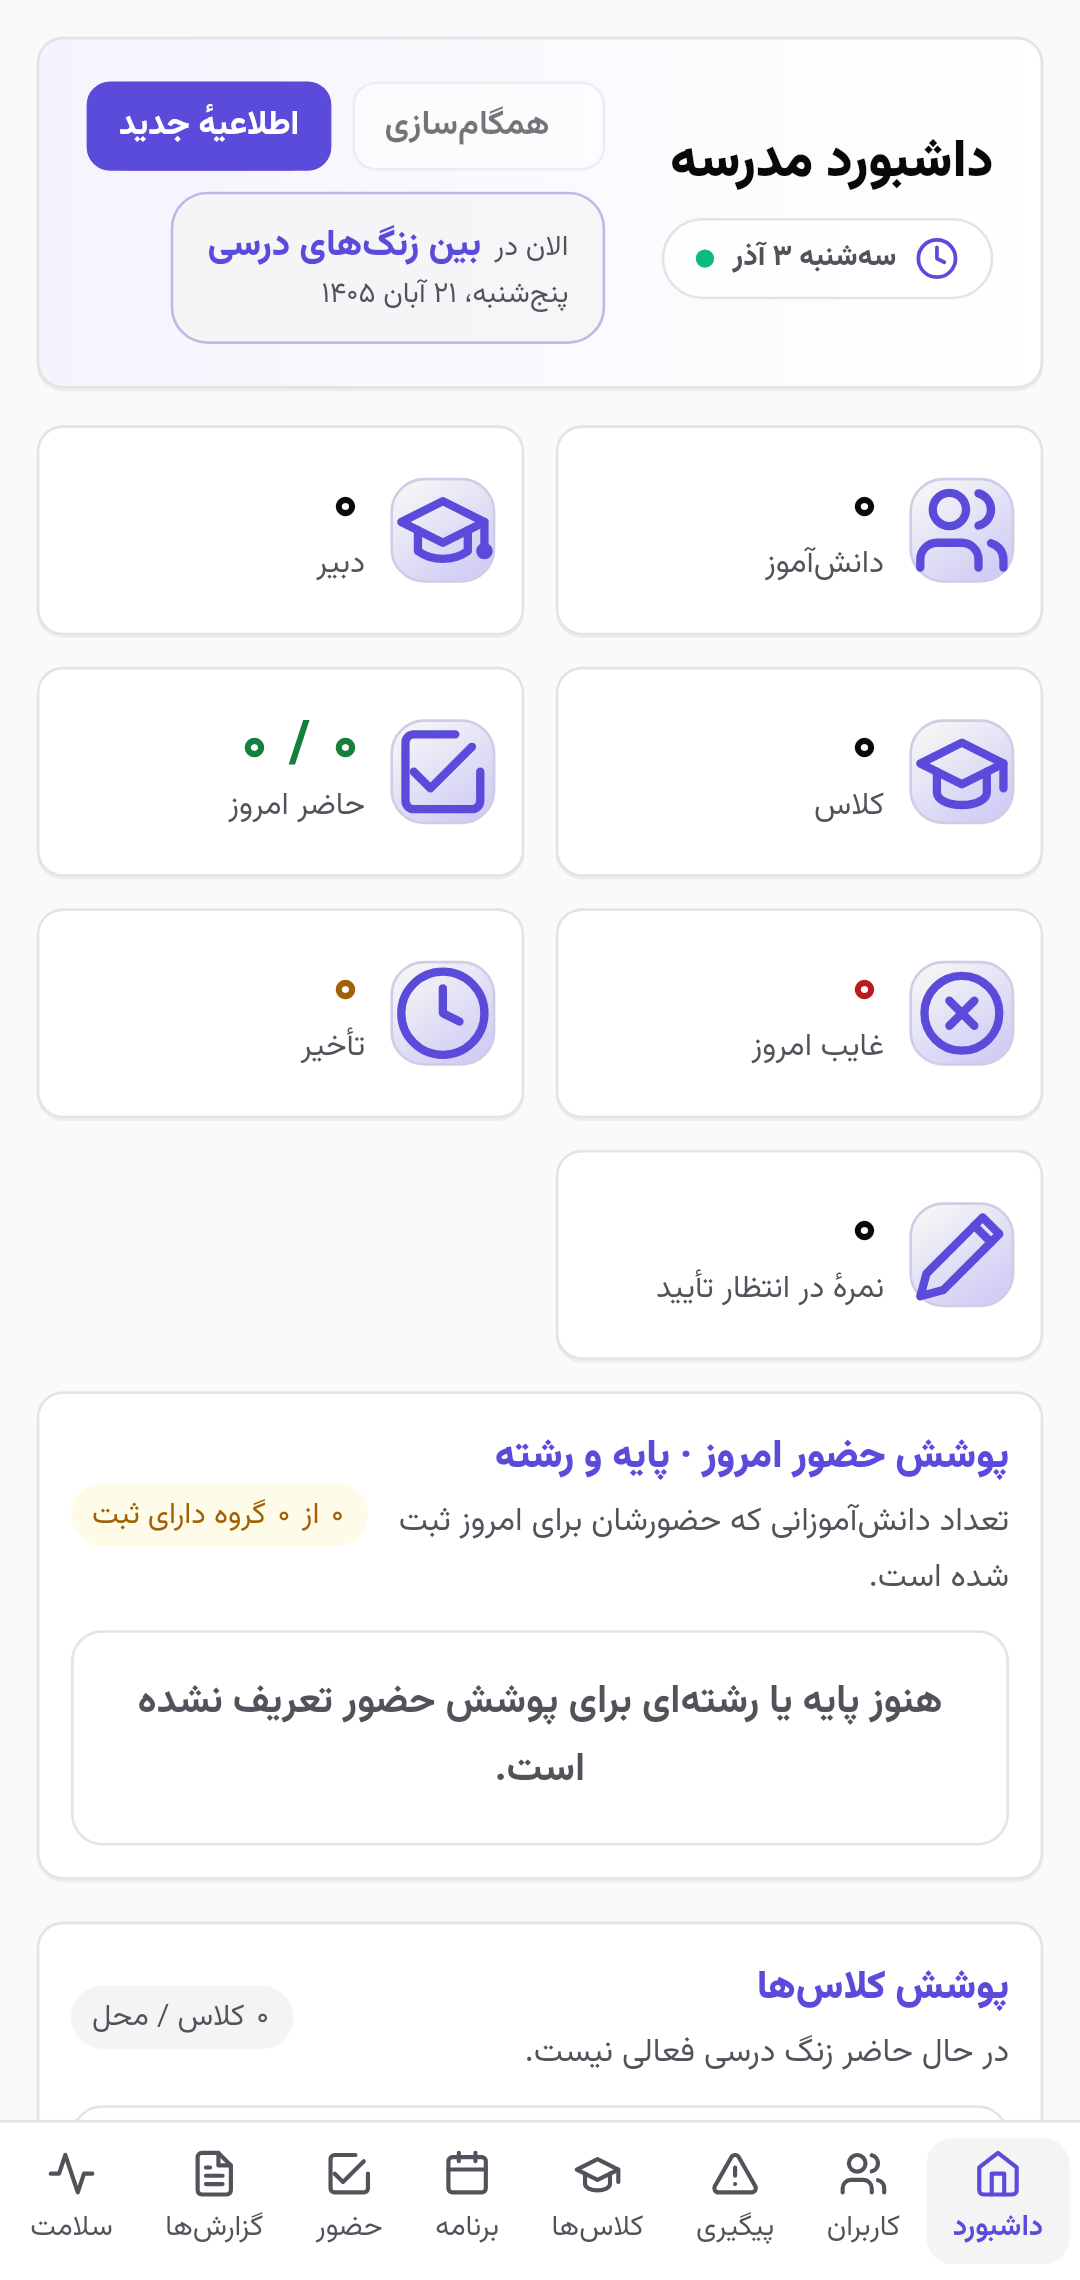 داشبورد مدرسه
سه‌شنبه ۳ آذر
همگام‌سازی
اطلاعیهٔ جدید
الان در بین زنگ‌های درسی
پنج‌شنبه، ۲۱ آبان ۱۴۰۵
۰
دانش‌آموز
۰
دبیر
۰
کلاس
۰ / ۰
حاضر امروز
۰
غایب امروز
۰
تأخیر
۰
نمرهٔ در انتظار تأیید
پوشش حضور امروز · پایه و رشته
تعداد دانش‌آموزانی که حضورشان برای امروز ثبت
شده است.
۰ از ۰ گروه دارای ثبت
هنوز پایه یا رشته‌ای برای پوشش حضور تعریف نشده
است.
پوشش کلاس‌ها
در حال حاضر زنگ درسی فعالی نیست.
۰ کلاس / محل
داشبورد
کاربران
پیگیری
کلاس‌ها
برنامه
حضور
گزارش‌ها
سلامت